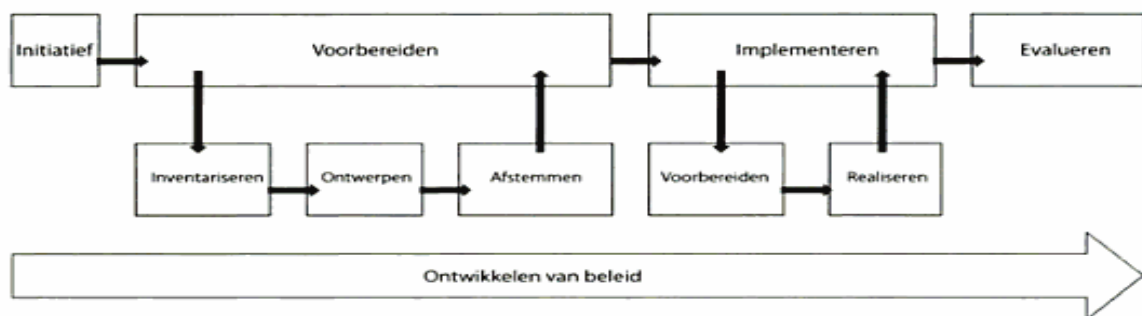 Initiatief
Voorbereiden
Implementeren
Evalueren
Inventariseren
Ontwerpen
Afstemmen
Voorbereiden
Realiseren
Ontwikkelen van beleid